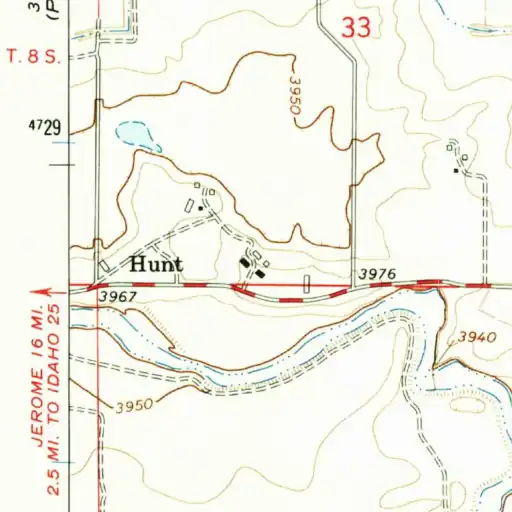 (P
33
T. 8 S.
3950
4729
Hunt
3976
3967
3940
3950
JEROME 16 MI.
2.5 MI. TO IDAHO 25